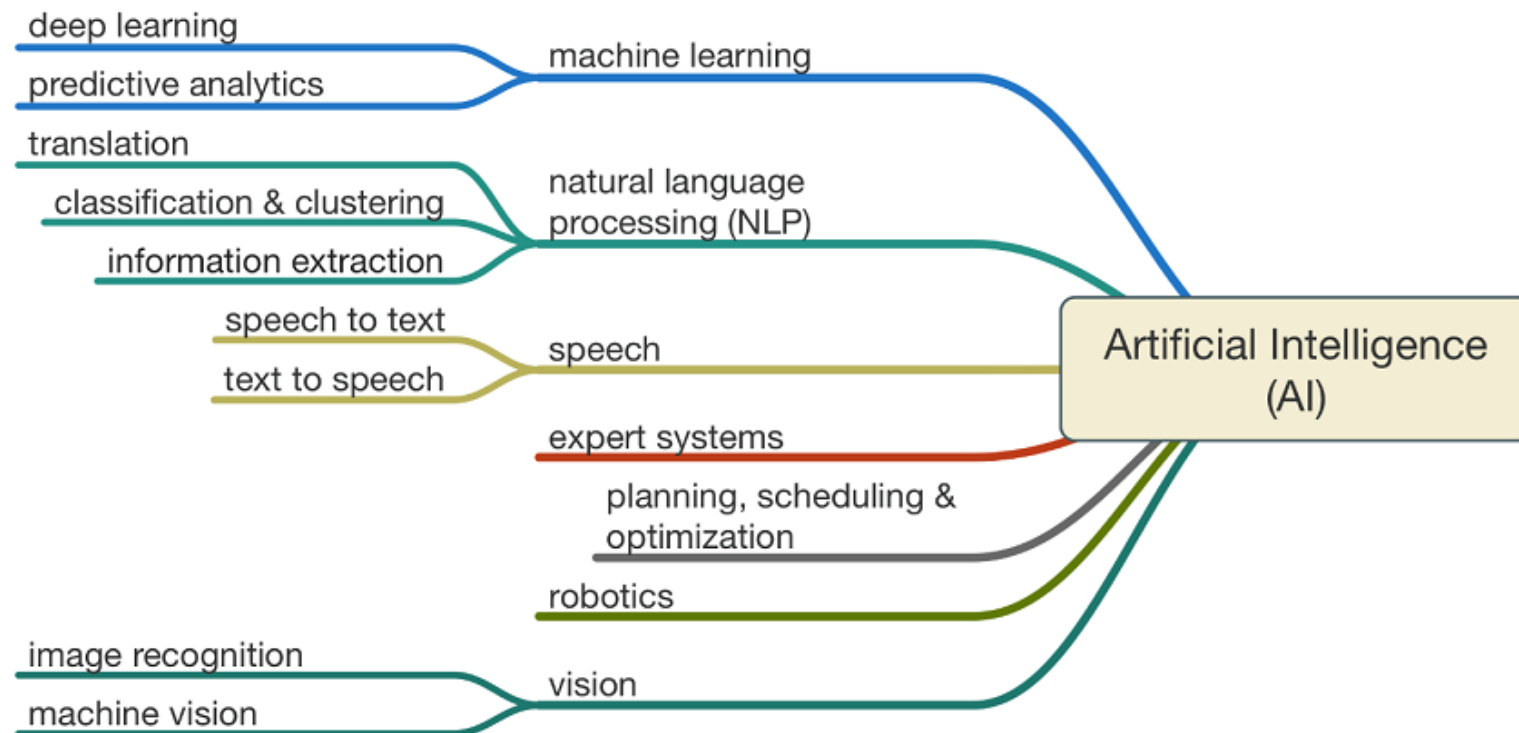 deep learning
predictive analytics
machine learning
translation
classification & clustering
information extraction
natural language
processing (NLP)
speech to text
text to speech
speech
expert systems
planning, scheduling &
optimization
robotics
image recognition
machine vision
vision
Artificial Intelligence
(AI)